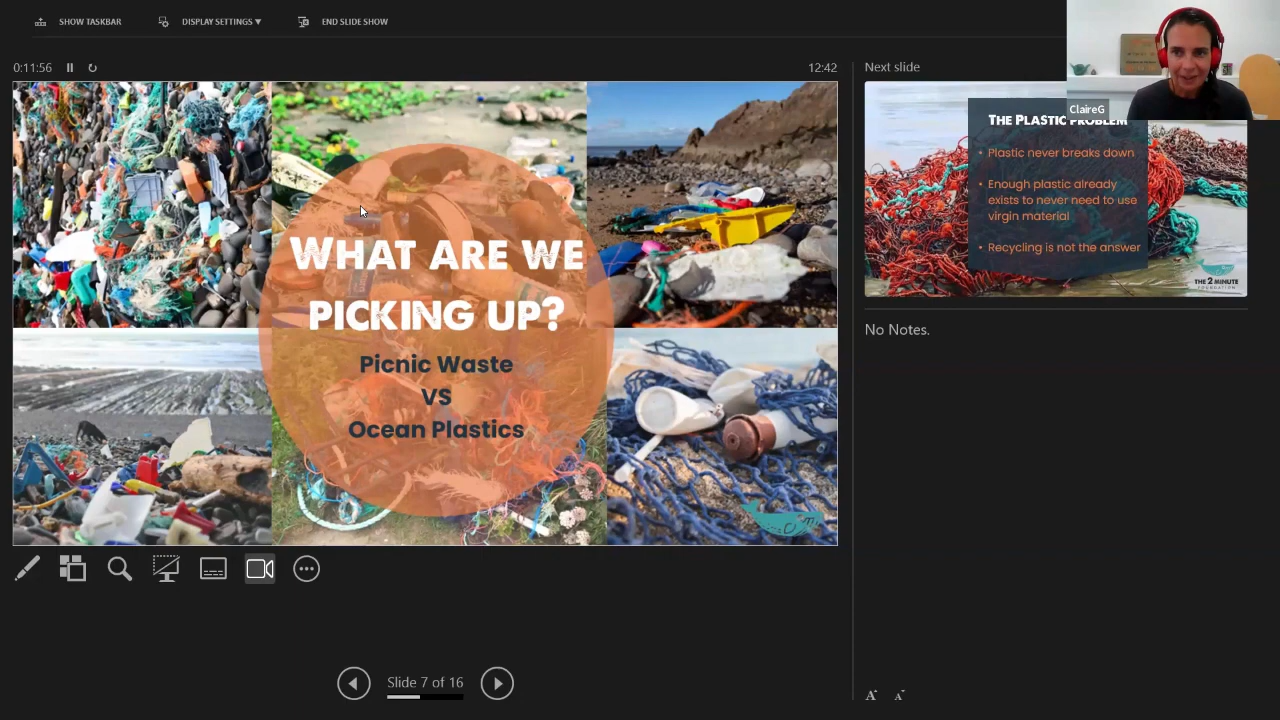 SHOW TASKBAR
DISPLAY SETTINGS ▼
END SLIDE SHOW
0:11:56
12:42
Next slide
ClaireG
WHAT ARE WE
PICKING UP?
Picnic Waste
VS
Ocean Plastics
THE PLASTIC PROBLEM
• Plastic never breaks down
• Enough plastic already
exists to never need to use
virgin material
• Recycling is not the answer
THE 2 MINUTE
FOUNDATION
No Notes.
Slide 7 of 16
A
A